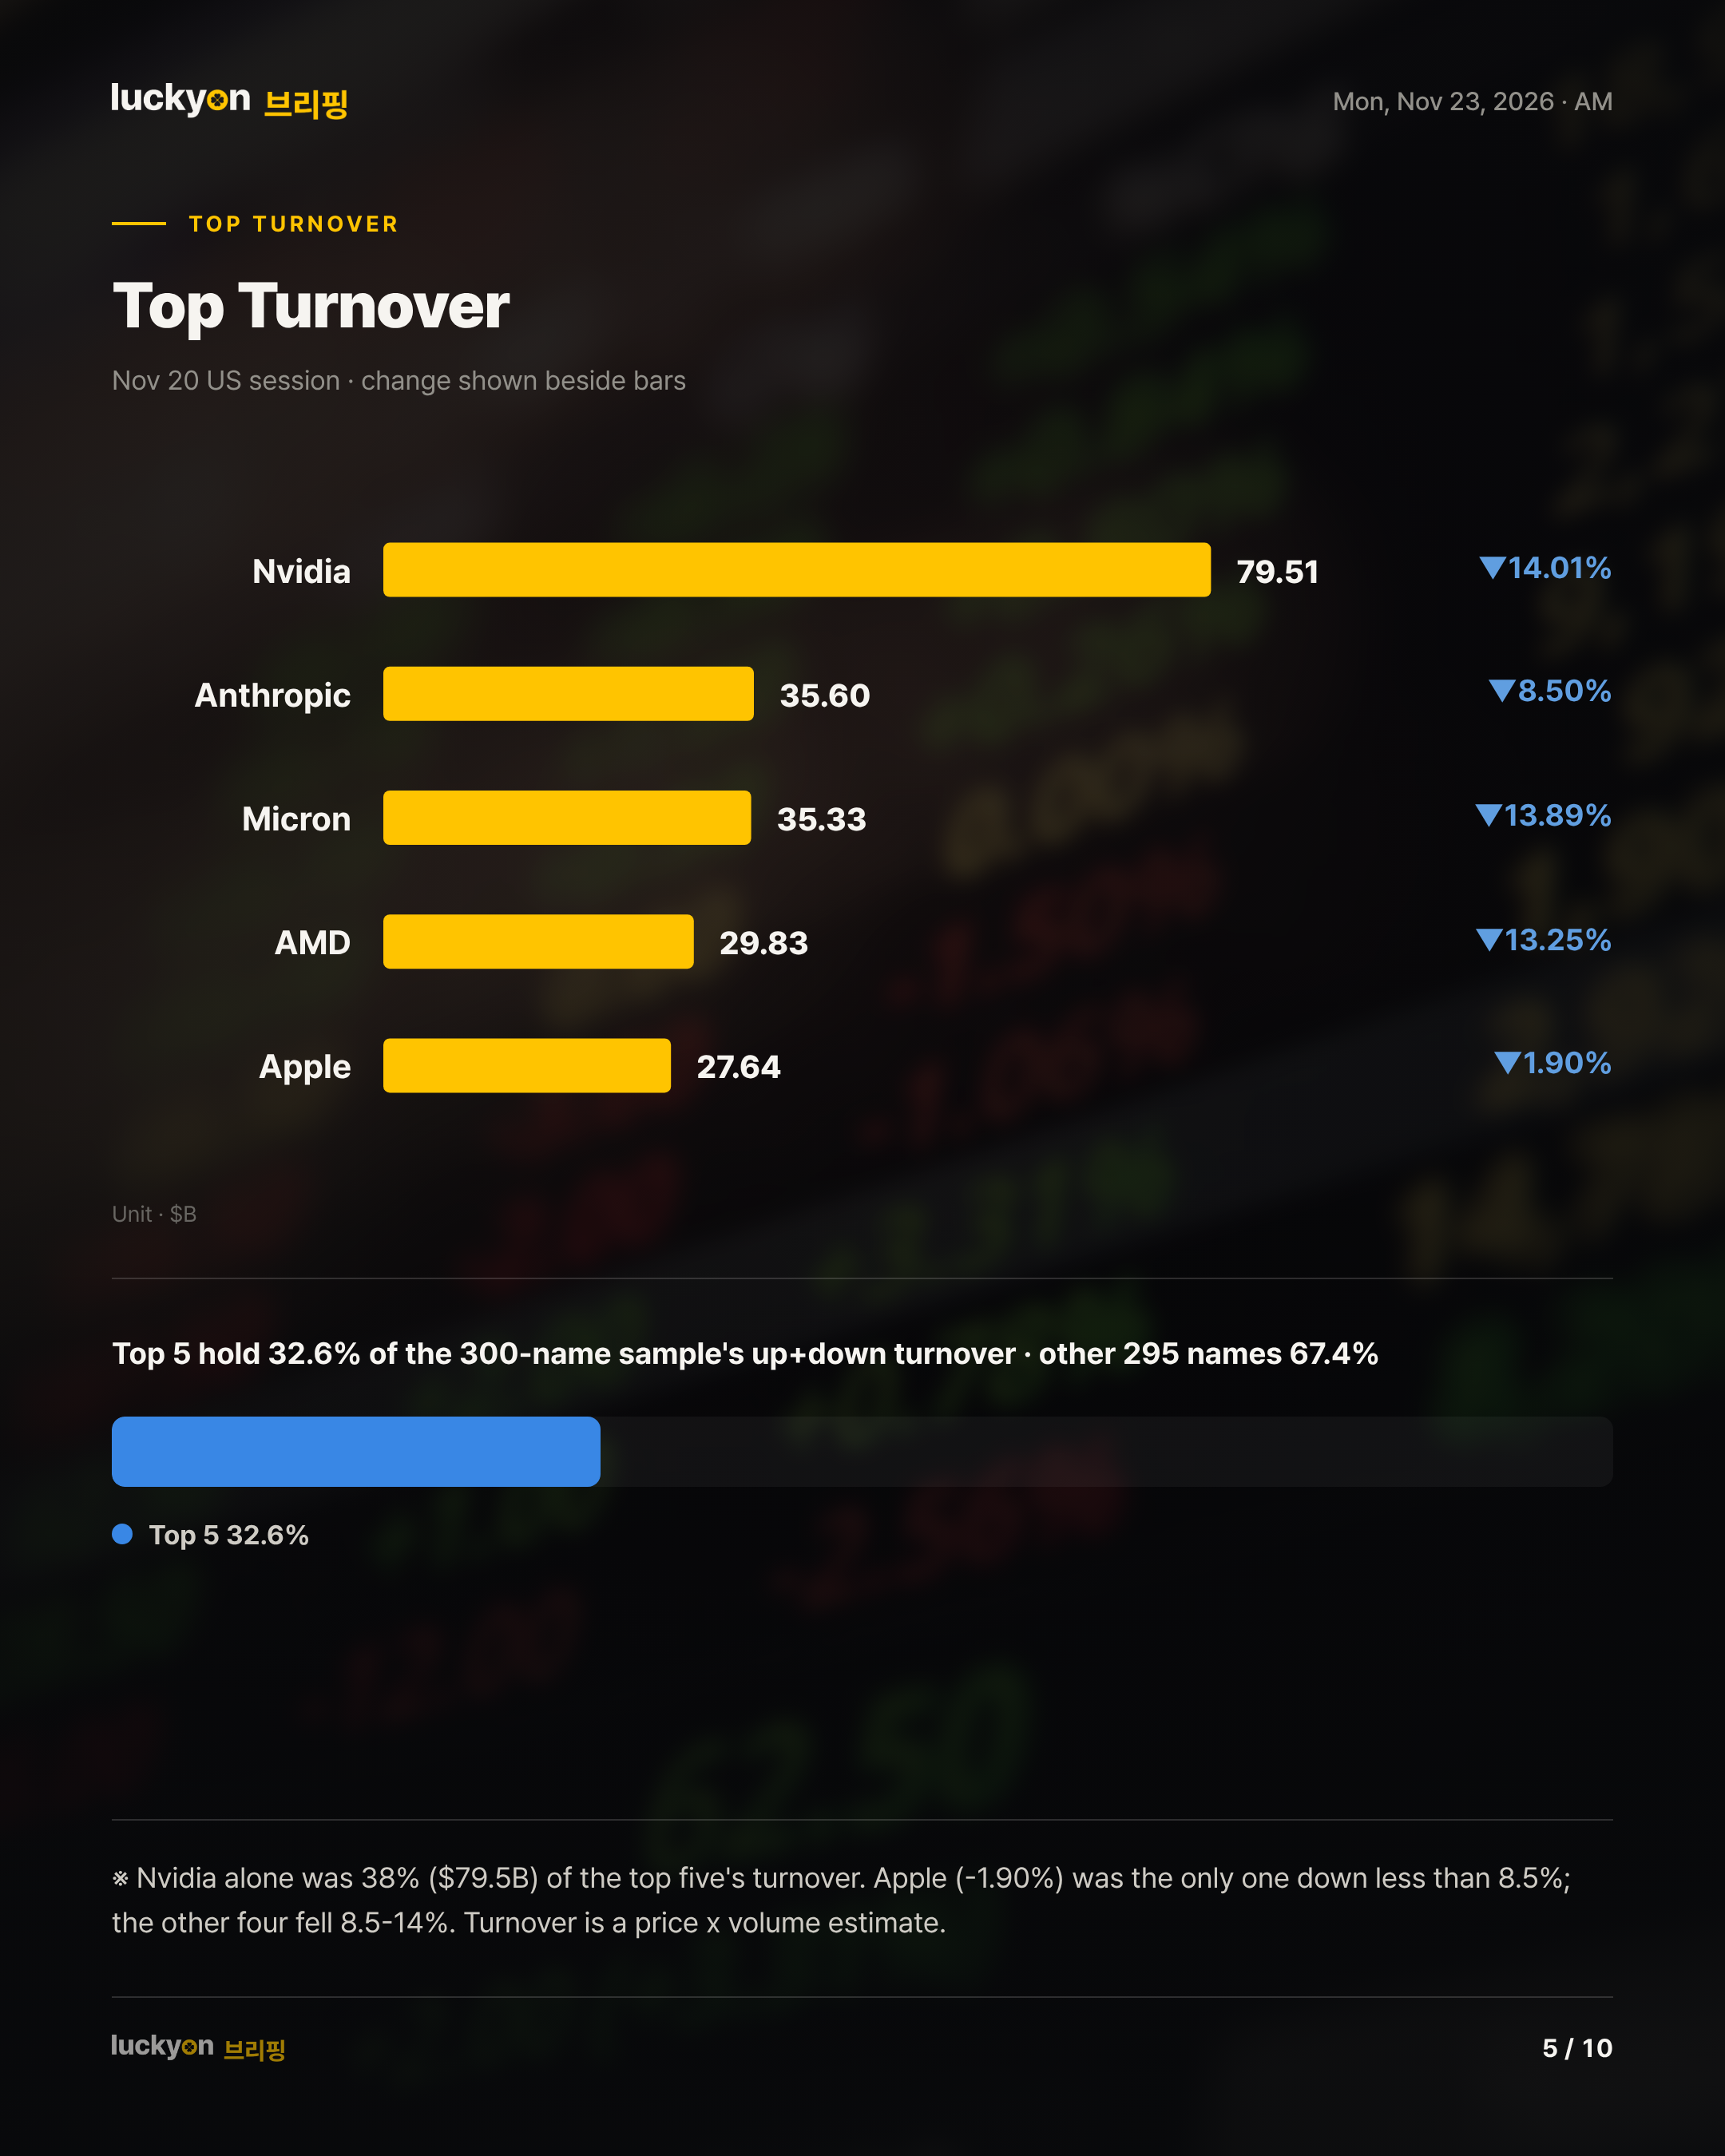 luckyon 브리핑
Mon, Nov 23, 2026 · AM
TOP TURNOVER
Top Turnover
Nov 20 US session · change shown beside bars
Nvidia 79.51 ▼14.01%
Anthropic 35.60 ▼8.50%
Micron 35.33 ▼13.89%
AMD 29.83 ▼13.25%
Apple 27.64 ▼1.90%
Unit · $B
Top 5 hold 32.6% of the 300-name sample's up+down turnover · other 295 names 67.4%
Top 5 32.6%
※ Nvidia alone was 38% ($79.5B) of the top five's turnover. Apple (-1.90%) was the only one down less than 8.5%;
the other four fell 8.5-14%. Turnover is a price x volume estimate.
luckyon 브리핑
5 / 10